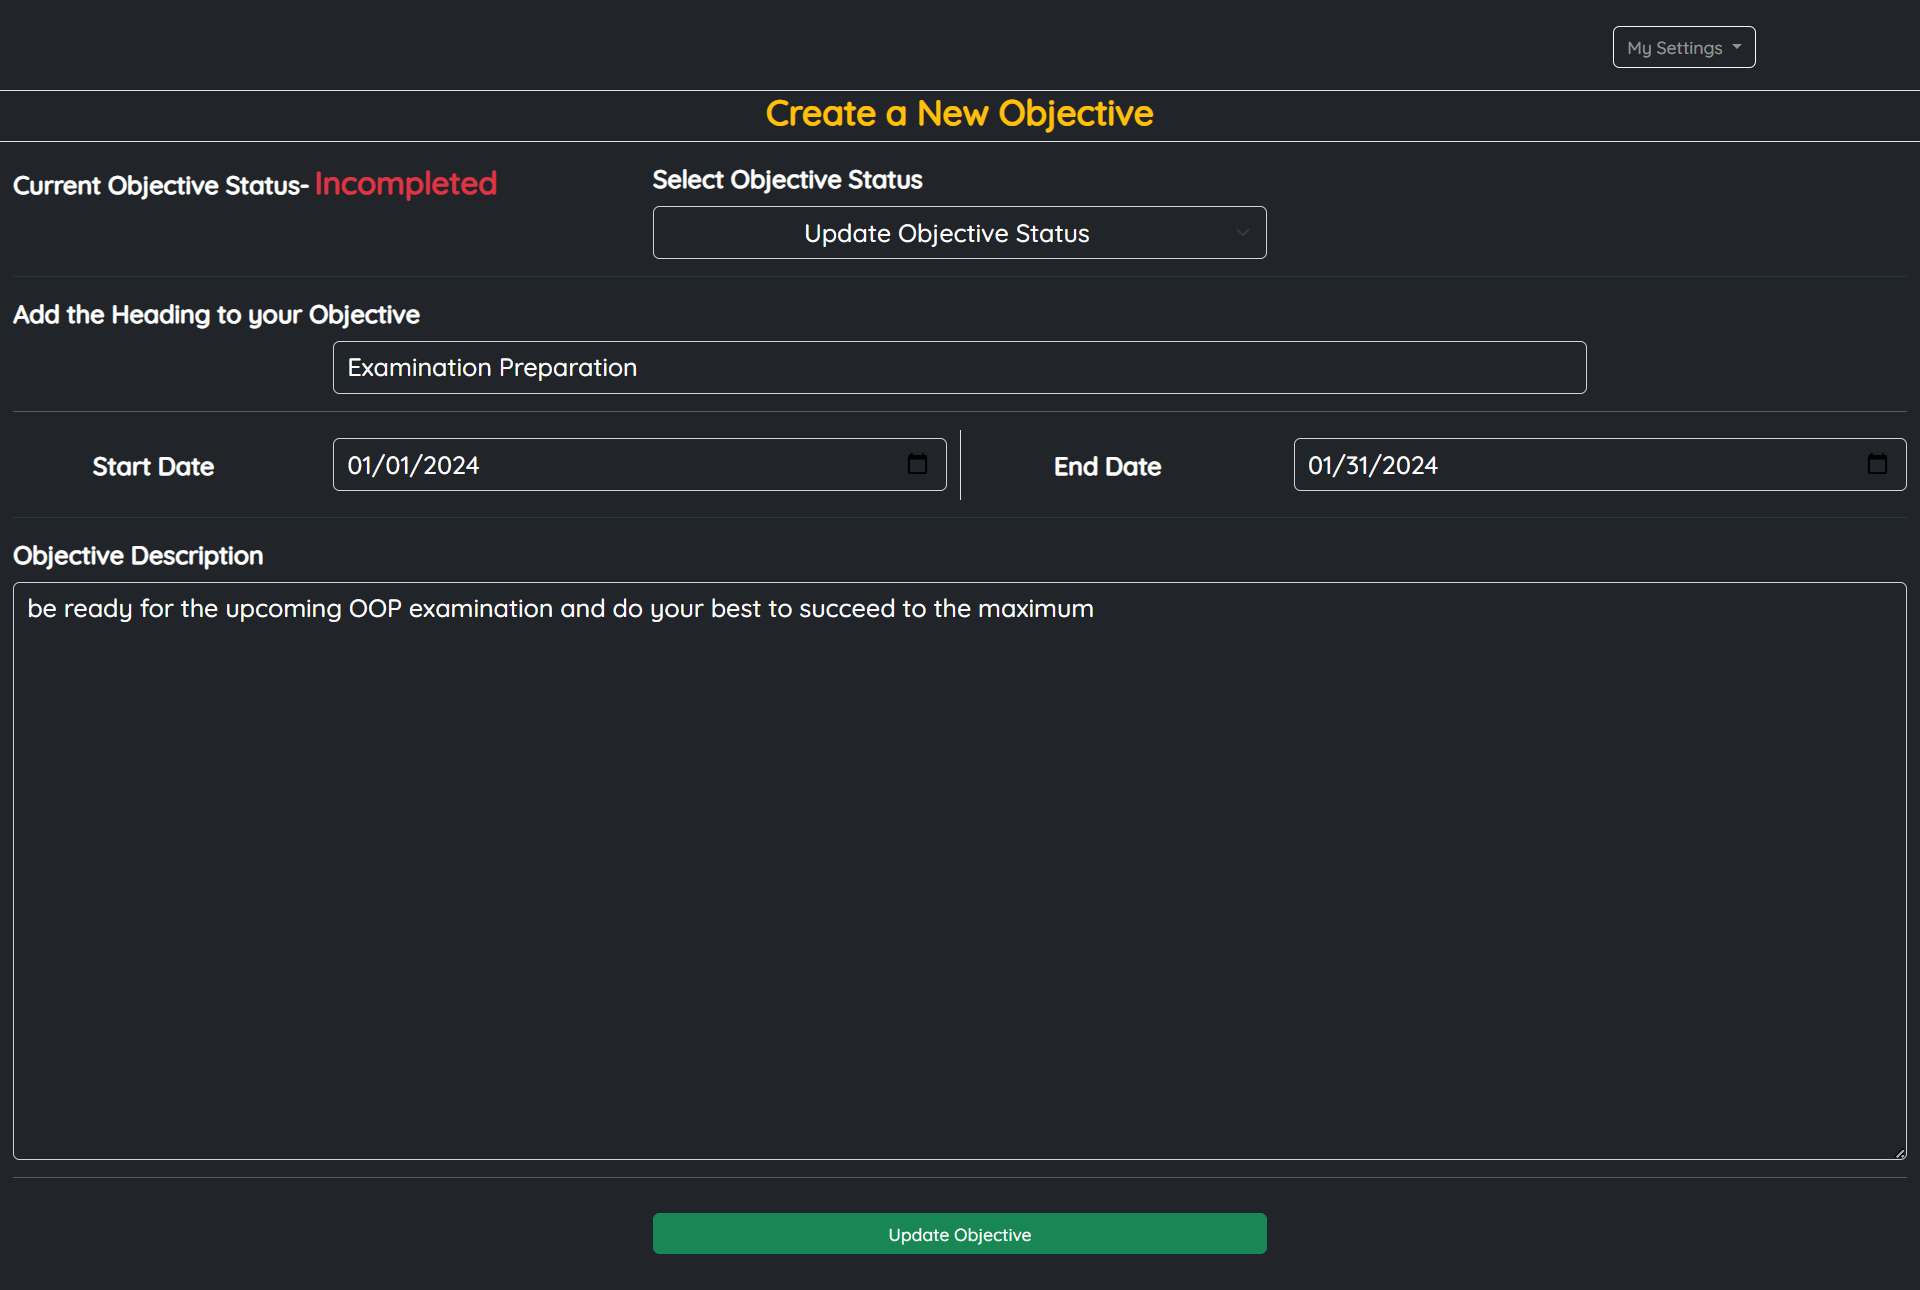 My Settings
Create a New Objective
Current Objective Status- Incompleted
Select Objective Status
Update Objective Status
Add the Heading to your Objective
Examination Preparation
Start Date
01/01/2024
End Date
01/31/2024
Objective Description
be ready for the upcoming OOP examination and do your best to succeed to the maximum
Update Objective